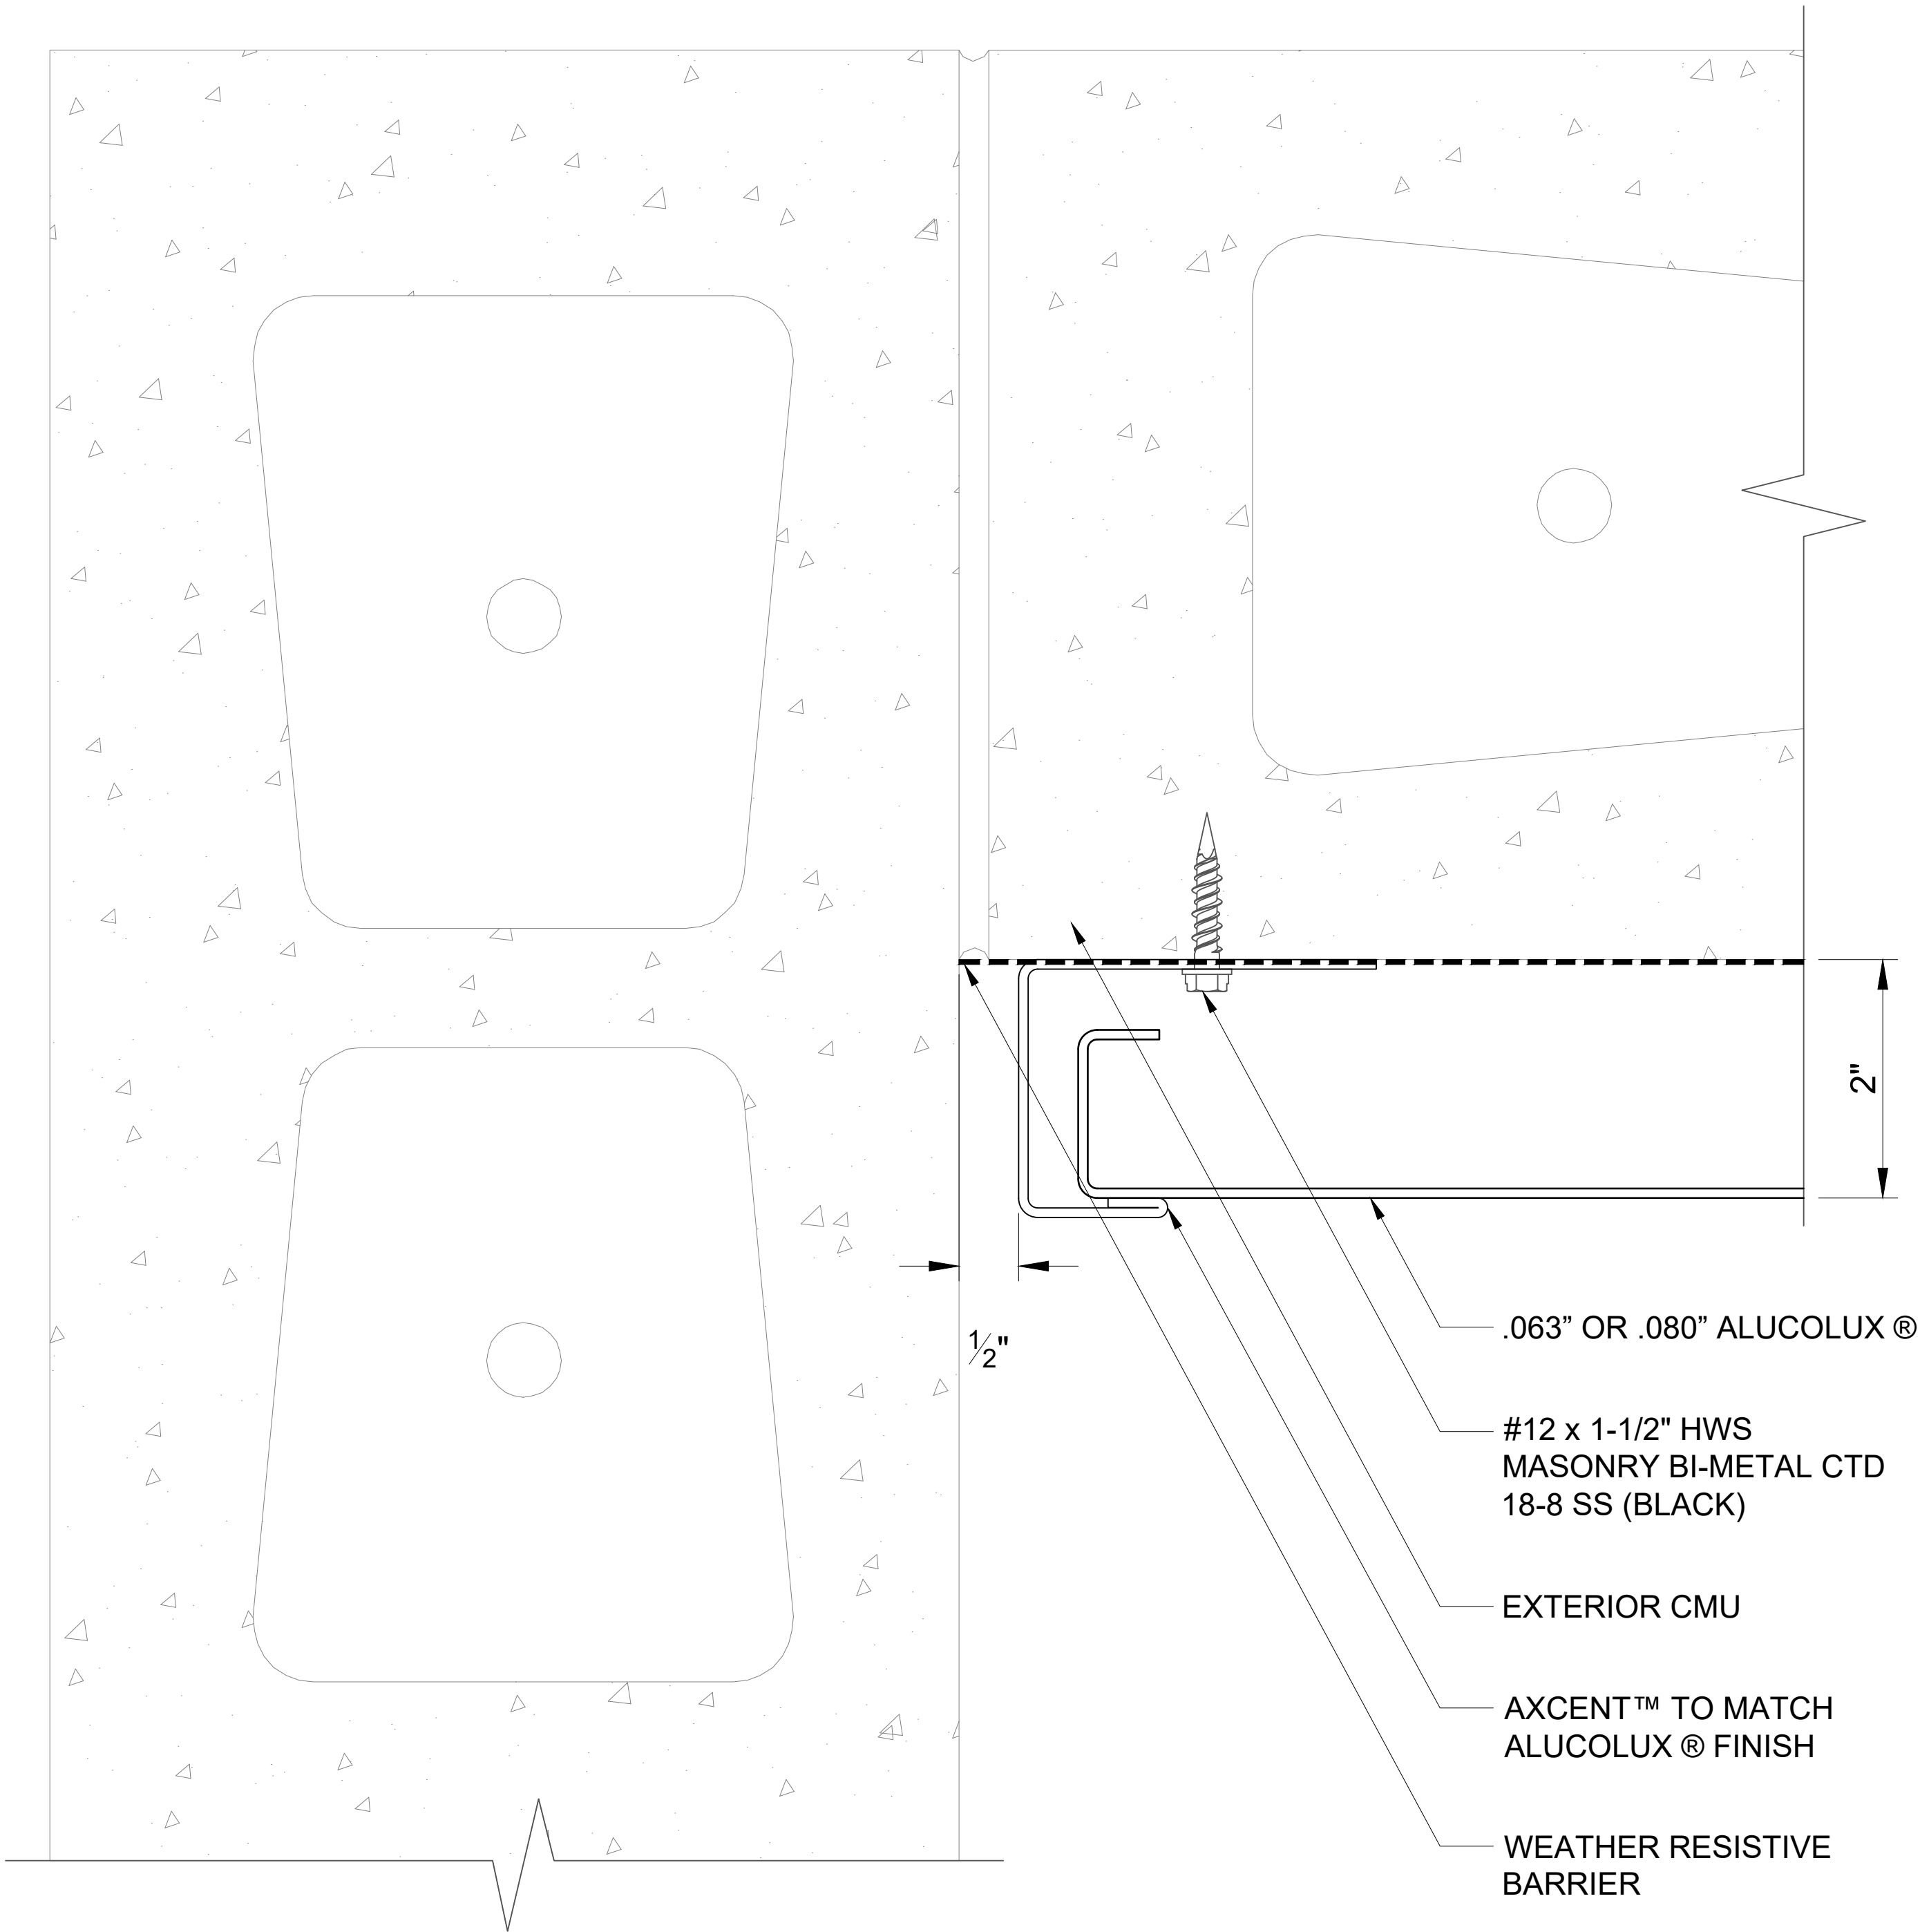 2"
½"
.063” OR .080” ALUCOLUX ®
#12 x 1-1/2" HWS
MASONRY BI-METAL CTD
18-8 SS (BLACK)
EXTERIOR CMU
AXCENT™ TO MATCH
ALUCOLUX ® FINISH
WEATHER RESISTIVE
BARRIER